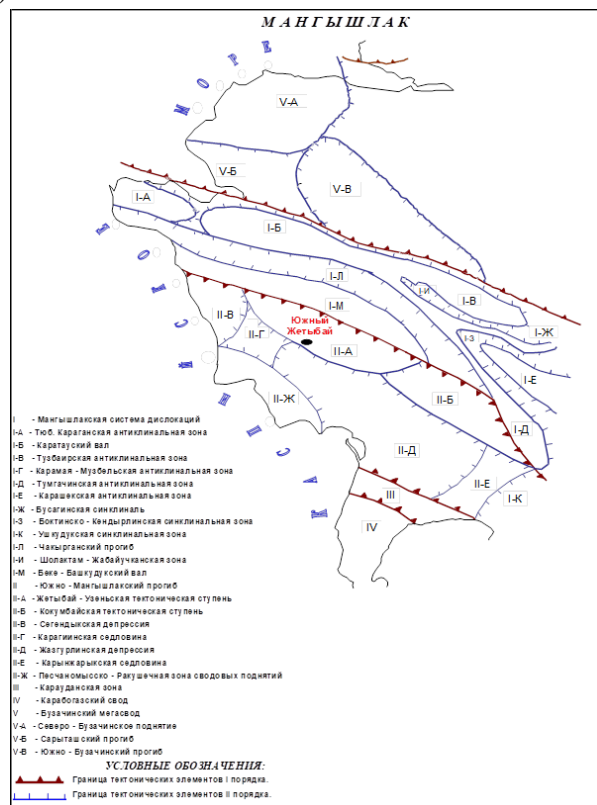 МАНГЫШЛАК
МОРЕ
V-А
V-Б
V-В
I-А
I-Б
I-Л
I-И
I-В
I-М
I-Ж
Южный
Жетыбай
II-В
II-Г
II-А
I-З
I-Е
II-Ж
II-Б
I-Д
II-Д
II-Е
I-К
III
IV
КАСПИЙСКОЕ
I - Мангышлакская система дислокаций
I-А - Тюб. Караганская антиклинальная зона
I-Б - Каратауский вал
I-В - Тузбаирская антиклинальная зона
I-Г - Карамая - Музбельская антиклинальная зона
I-Д - Тумгачинская антиклинальная зона
I-Е - Карашекская антиклинальная зона
I-Ж - Бусагинская синклиналь
I-З - Боктинско - Кендырлинская синклинальная зона
I-К - Ушкудукская синклинальная зона
I-Л - Чакырганский прогиб
I-И - Шолактам - Жабайучканская зона
I-М - Беке - Башкудукский вал
II - Южно - Мангышлакский прогиб
II-А - Жетыбай - Узеньская тектоническая ступень
II-Б - Кокумбайская тектоническая ступень
II-В - Сегендыкская депрессия
II-Г - Карагиинская седловина
II-Д - Жазгурлинская депрессия
II-Е - Карынжарыкская седловина
II-Ж - Песчаномысско - Ракушечная зона сводовых поднятий
III - Карауданская зона
IV - Карабогазский свод
V - Бузачинский мегасвод
V-А - Северо - Бузачинское поднятие
V-Б - Сарыташский прогиб
V-В - Южно - Бузачинский прогиб
УСЛОВНЫЕ ОБОЗНАЧЕНИЯ:
Граница тектонических элементов I порядка.
Граница тектонических элементов II порядка.